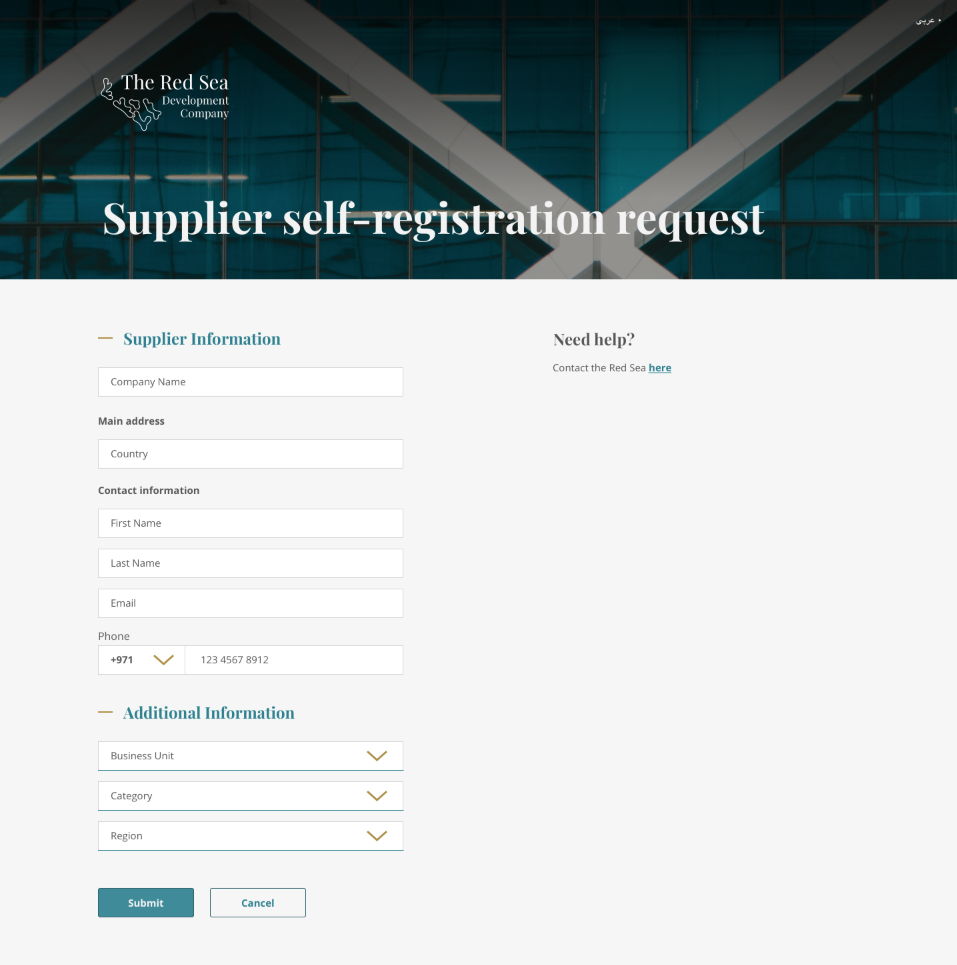 عربى
The Red Sea
Development
Company
Supplier self-registration request
Supplier Information
Company Name
Main address
Country
Contact information
First Name
Last Name
Email
Phone
+971
123 4567 8912
Additional Information
Business Unit
Category
Region
Submit
Cancel
Need help?
Contact the Red Sea here